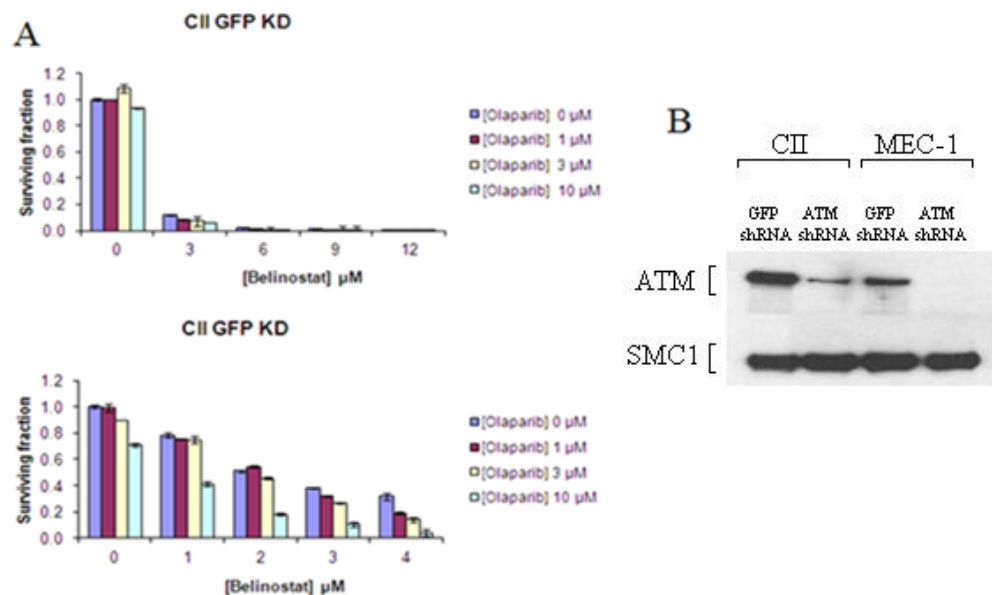 A
CII GFP KD
Surviving fraction
1.2
1.0
0.8
0.6
0.4
0.2
0.0
0 3 6 9 12
[Belinostat] µM
[Olaparib] 0 µM
[Olaparib] 1 µM
[Olaparib] 3 µM
[Olaparib] 10 µM
CII GFP KD
Surviving fraction
1.2
1.0
0.8
0.6
0.4
0.2
0.0
0 1 2 3 4
[Belinostat] µM
[Olaparib] 0 µM
[Olaparib] 1 µM
[Olaparib] 3 µM
[Olaparib] 10 µM
B
CII MEC-1
GFP ATM GFP ATM
shRNA shRNA shRNA shRNA
ATM
SMC1